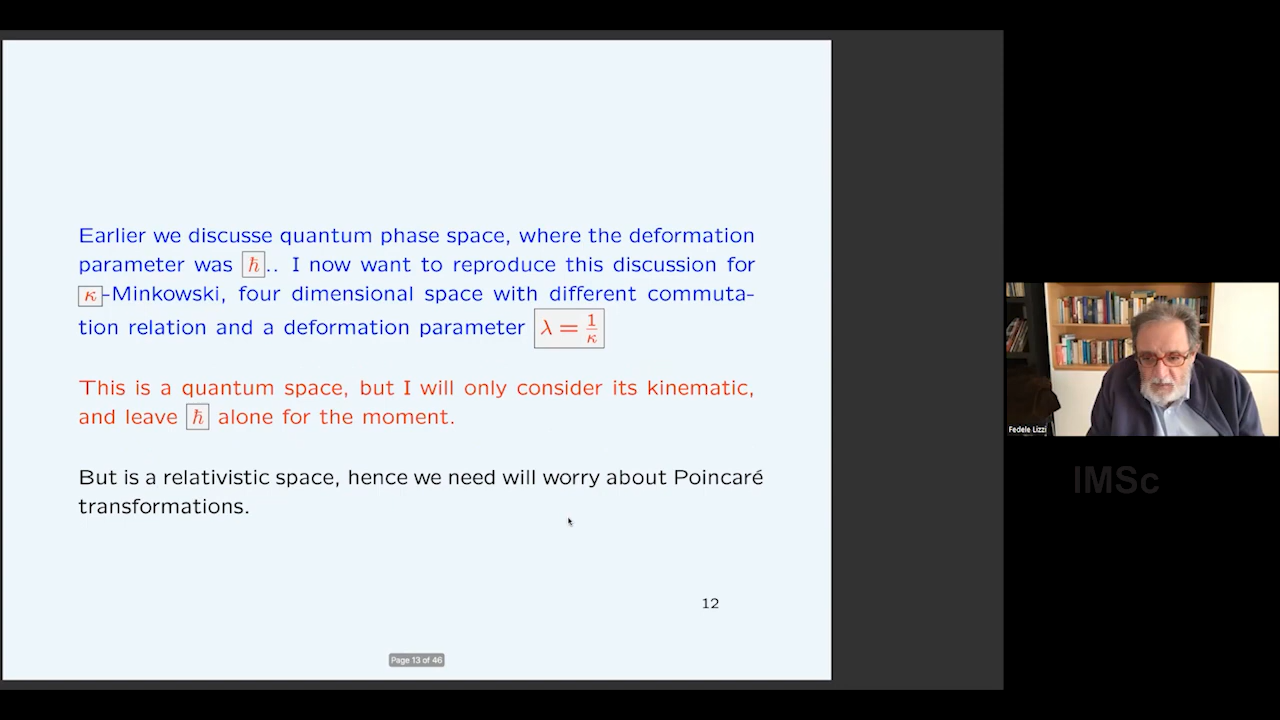 Earlier we discusse quantum phase space, where the deformation
parameter was ℏ.. I now want to reproduce this discussion for
κ-Minkowski, four dimensional space with different commuta-
tion relation and a deformation parameter λ = 1/κ
This is a quantum space, but I will only consider its kinematic,
and leave ℏ alone for the moment.
But is a relativistic space, hence we need will worry about Poincaré
transformations.
12
Page 13 of 46
Fedele Lizzi
IMSc